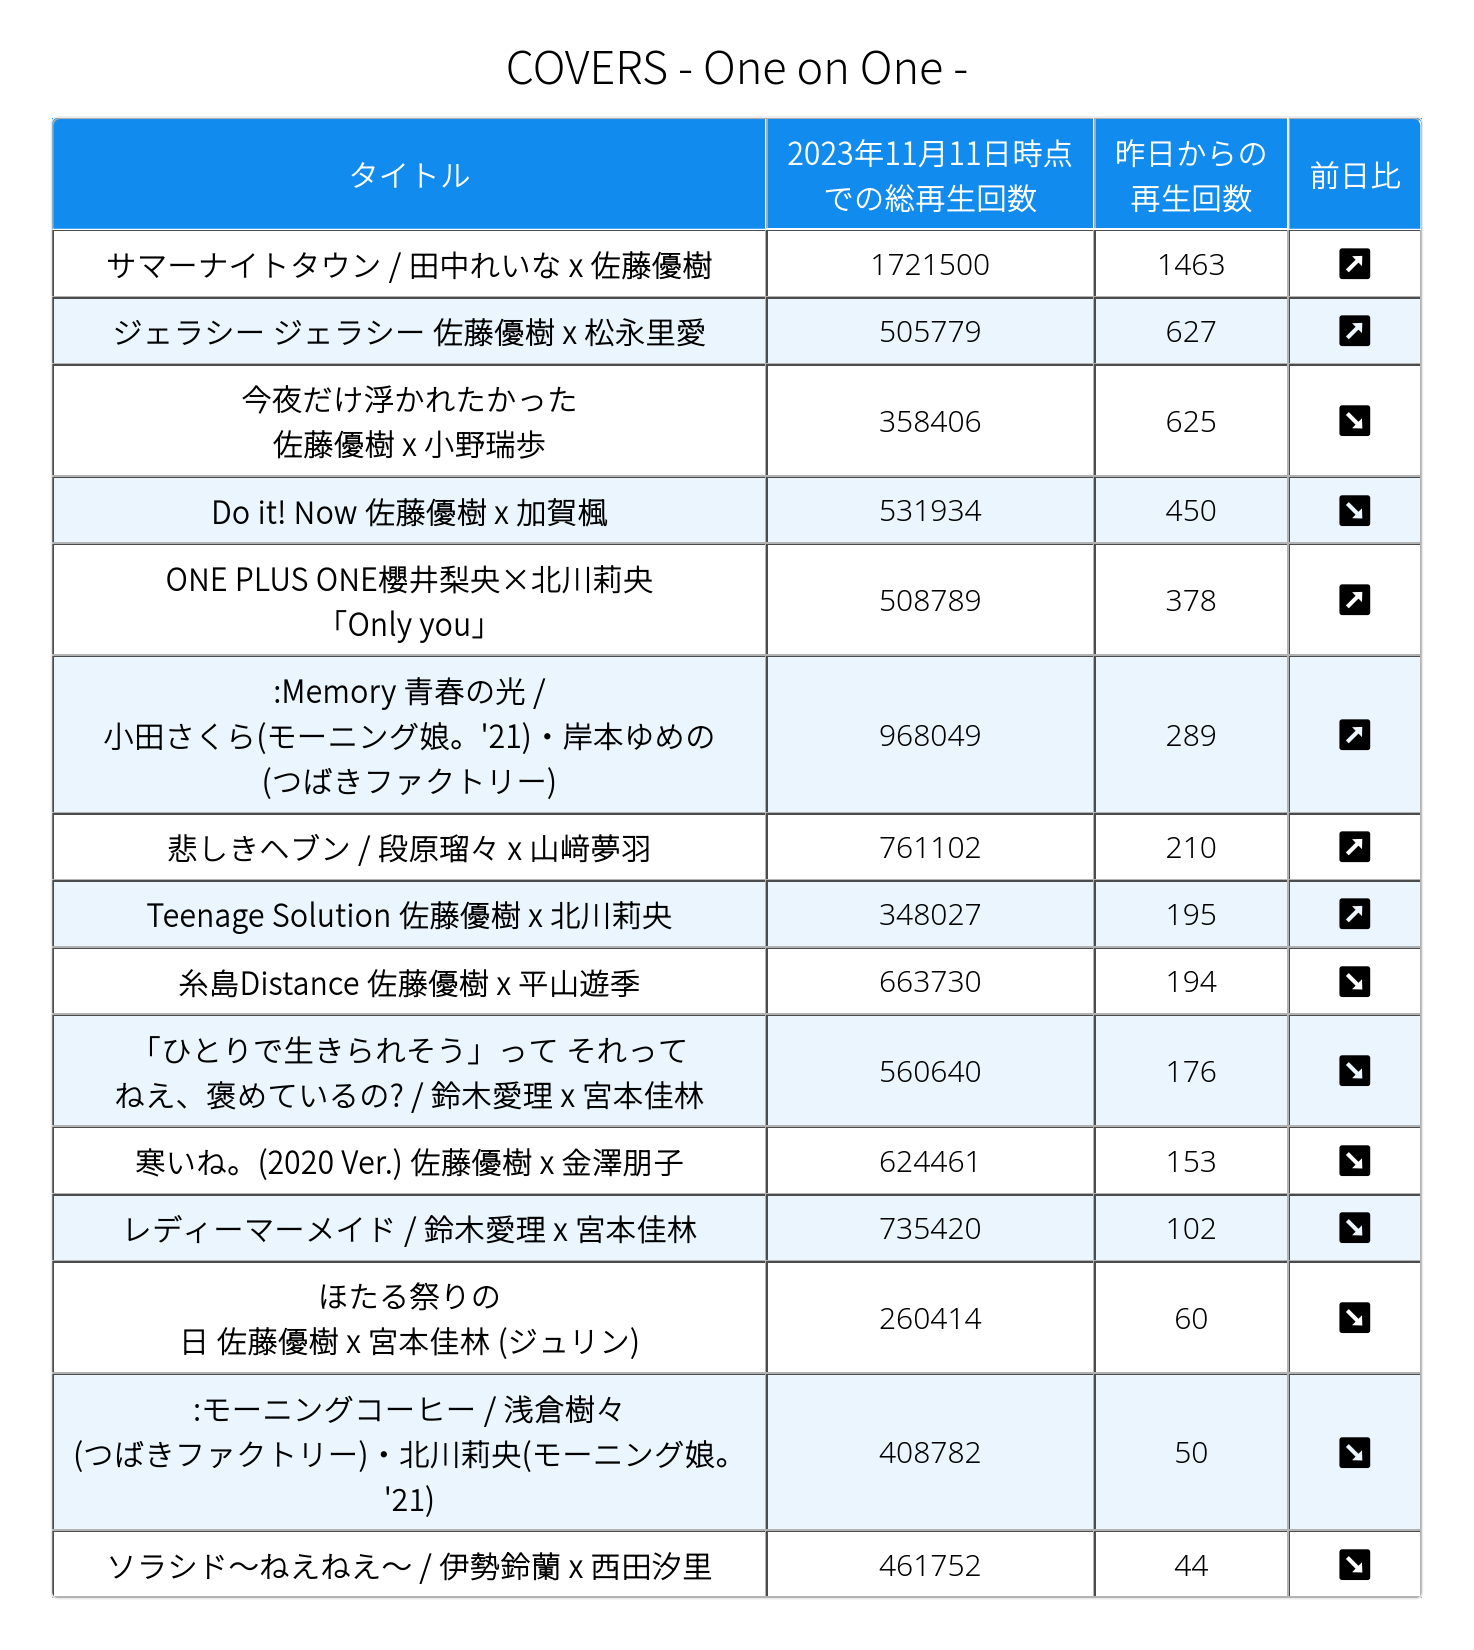 COVERS - One on One -
タイトル
2023年11月11日時点
での総再生回数
昨日からの
再生回数
前日比
サマーナイトタウン / 田中れいな x 佐藤優樹
1721500
1463
ジェラシー ジェラシー 佐藤優樹 x 松永里愛
505779
627
今夜だけ浮かれたかった
佐藤優樹 x 小野瑞歩
358406
625
Do it! Now 佐藤優樹 x 加賀楓
531934
450
ONE PLUS ONE櫻井梨央×北川莉央
「Only you」
508789
378
:Memory 青春の光 /
小田さくら(モーニング娘。'21)・岸本ゆめの
(つばきファクトリー)
968049
289
悲しきヘブン / 段原瑠々 x 山﨑夢羽
761102
210
Teenage Solution 佐藤優樹 x 北川莉央
348027
195
糸島Distance 佐藤優樹 x 平山遊季
663730
194
「ひとりで生きられそう」って それって
ねえ、褒めているの? / 鈴木愛理 x 宮本佳林
560640
176
寒いね。(2020 Ver.) 佐藤優樹 x 金澤朋子
624461
153
レディーマーメイド / 鈴木愛理 x 宮本佳林
735420
102
ほたる祭りの
日 佐藤優樹 x 宮本佳林 (ジュリン)
260414
60
:モーニングコーヒー / 浅倉樹々
(つばきファクトリー)・北川莉央(モーニング娘。
'21)
408782
50
ソラシド～ねえねえ～ / 伊勢鈴蘭 x 西田汐里
461752
44